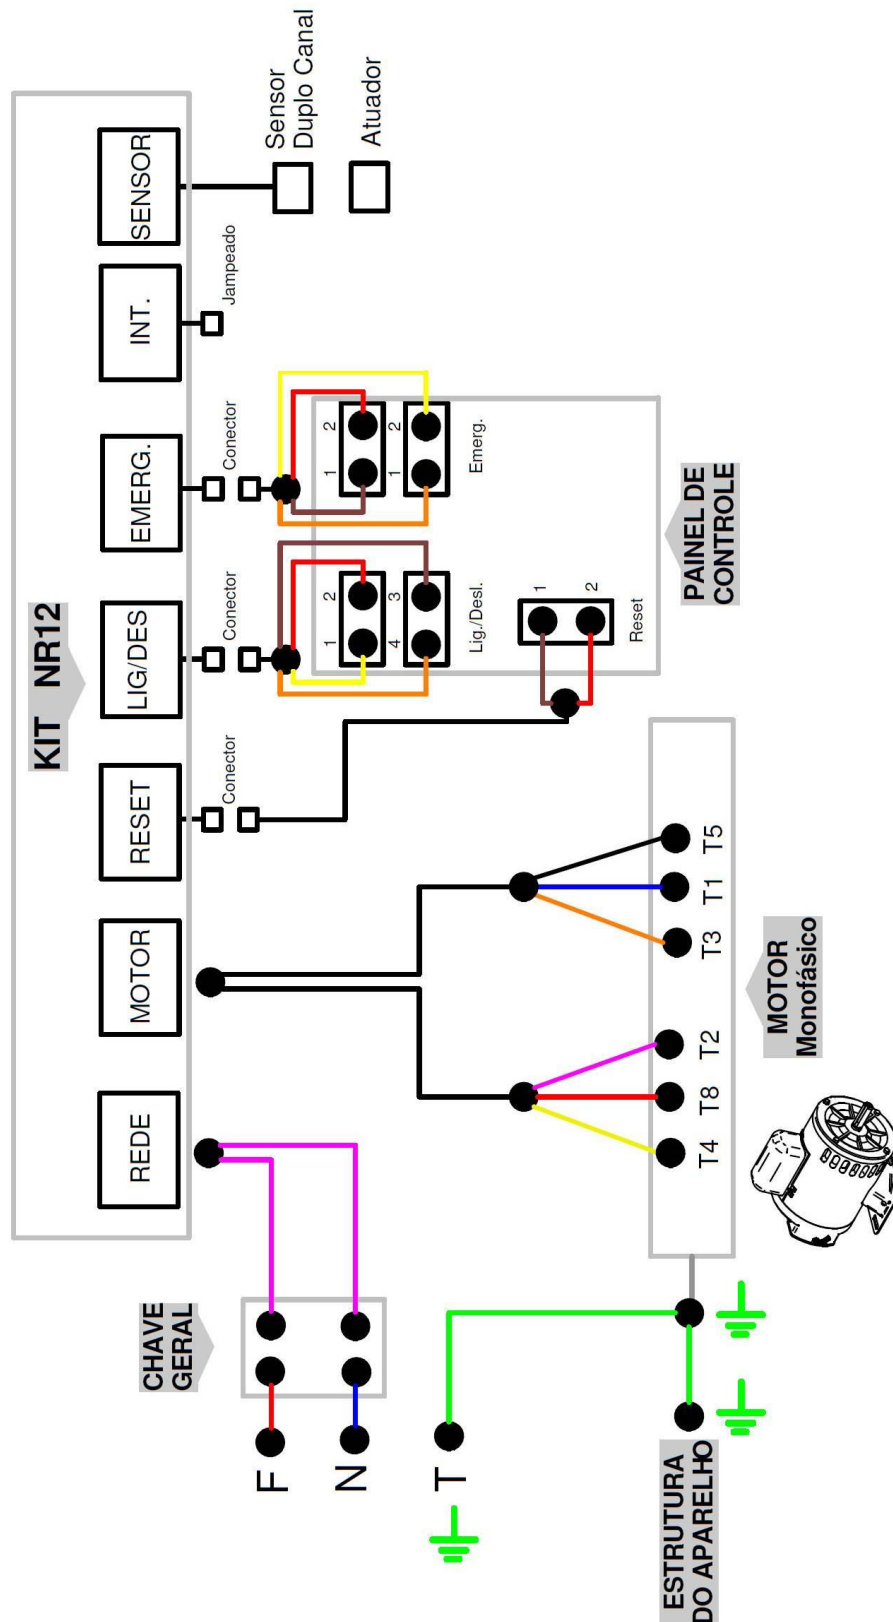 KIT NR12
REDE
MOTOR
RESET
LIG/DES
EMERG.
INT.
SENSOR
Conector
Conector
Conector
Jampeado
Sensor
Duplo Canal
Atuador
CHAVE
GERAL
F
N
T
1
2
4
3
Lig./Desl.
1
2
1
2
Emerg.
1
2
Reset
PAINEL DE
CONTROLE
T4
T8
T2
T3
T1
T5
MOTOR
Monofásico
ESTRUTURA
DO APARELHO